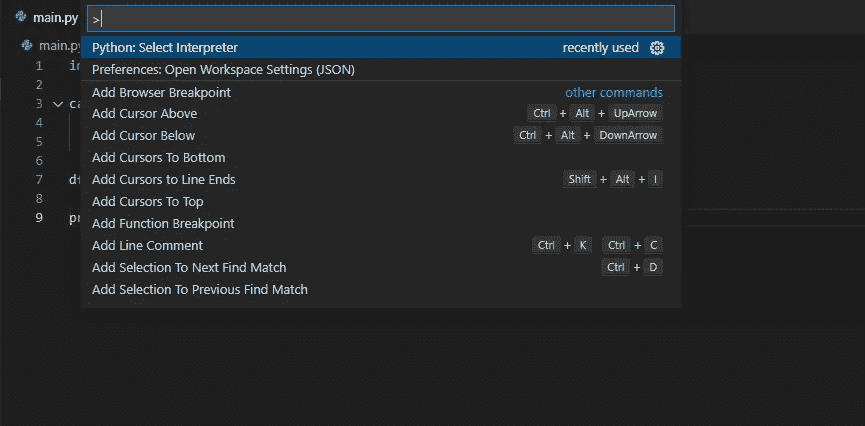 main.py
>
Python: Select Interpreter recently used
main.py
Preferences: Open Workspace Settings (JSON)
1 in
Add Browser Breakpoint other commands
2
3 ca
Add Cursor Above Ctrl + Alt + UpArrow
4
Add Cursor Below Ctrl + Alt + DownArrow
5
Add Cursors To Bottom
6
Add Cursors to Line Ends Shift + Alt + I
7 df
Add Cursors To Top
8
Add Function Breakpoint
9 pr
Add Line Comment Ctrl + K Ctrl + C
Add Selection To Next Find Match Ctrl + D
Add Selection To Previous Find Match